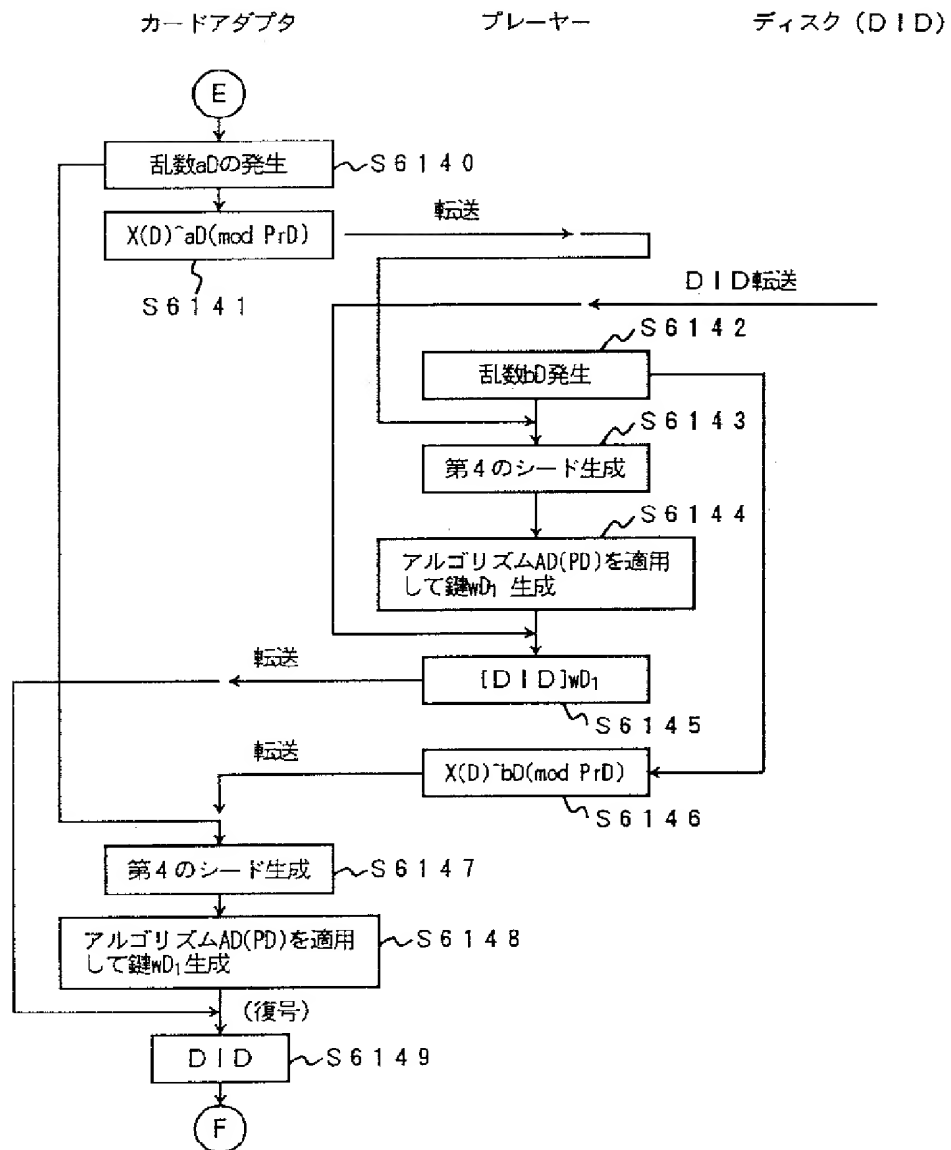 カードアダプタ プレーヤー ディスク（ＤＩＤ）
E
乱数aDの発生 Ｓ６１４０
転送
X(D)^aD(mod PrD)
ＤＩＤ転送
Ｓ６１４１
Ｓ６１４２
乱数bD発生
Ｓ６１４３
第４のシード生成
Ｓ６１４４
アルゴリズムAD(PD)を適用
して鍵wD₁ 生成
転送
[ＤＩＤ]wD₁
Ｓ６１４５
転送
X(D)^bD(mod PrD)
Ｓ６１４６
第４のシード生成 Ｓ６１４７
アルゴリズムAD(PD)を適用
して鍵wD₁生成
Ｓ６１４８
（復号）
ＤＩＤ Ｓ６１４９
F